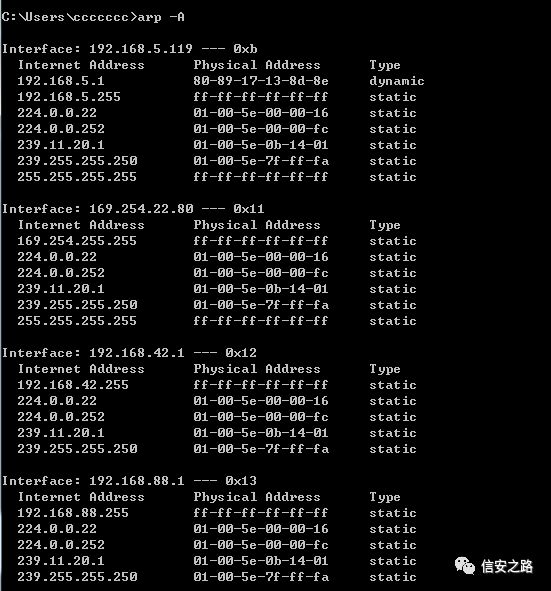 C:\Users\ccccccc>arp -A
Interface: 192.168.5.119 --- 0xb
Internet Address Physical Address Type
192.168.5.1 80-89-17-13-8d-8e dynamic
192.168.5.255 ff-ff-ff-ff-ff-ff static
224.0.0.22 01-00-5e-00-00-16 static
224.0.0.252 01-00-5e-00-00-fc static
239.11.20.1 01-00-5e-0b-14-01 static
239.255.255.250 01-00-5e-7f-ff-fa static
255.255.255.255 ff-ff-ff-ff-ff-ff static
Interface: 169.254.22.80 --- 0x11
Internet Address Physical Address Type
169.254.255.255 ff-ff-ff-ff-ff-ff static
224.0.0.22 01-00-5e-00-00-16 static
224.0.0.252 01-00-5e-00-00-fc static
239.11.20.1 01-00-5e-0b-14-01 static
239.255.255.250 01-00-5e-7f-ff-fa static
255.255.255.255 ff-ff-ff-ff-ff-ff static
Interface: 192.168.42.1 --- 0x12
Internet Address Physical Address Type
192.168.42.255 ff-ff-ff-ff-ff-ff static
224.0.0.22 01-00-5e-00-00-16 static
224.0.0.252 01-00-5e-00-00-fc static
239.11.20.1 01-00-5e-0b-14-01 static
239.255.255.250 01-00-5e-7f-ff-fa static
Interface: 192.168.88.1 --- 0x13
Internet Address Physical Address Type
192.168.88.255 ff-ff-ff-ff-ff-ff static
224.0.0.22 01-00-5e-00-00-16 static
224.0.0.252 01-00-5e-00-00-fc static
239.11.20.1 01-00-5e-0b-14-01 static
239.255.255.250 01-00-5e-7f-ff-fa static
信安之路